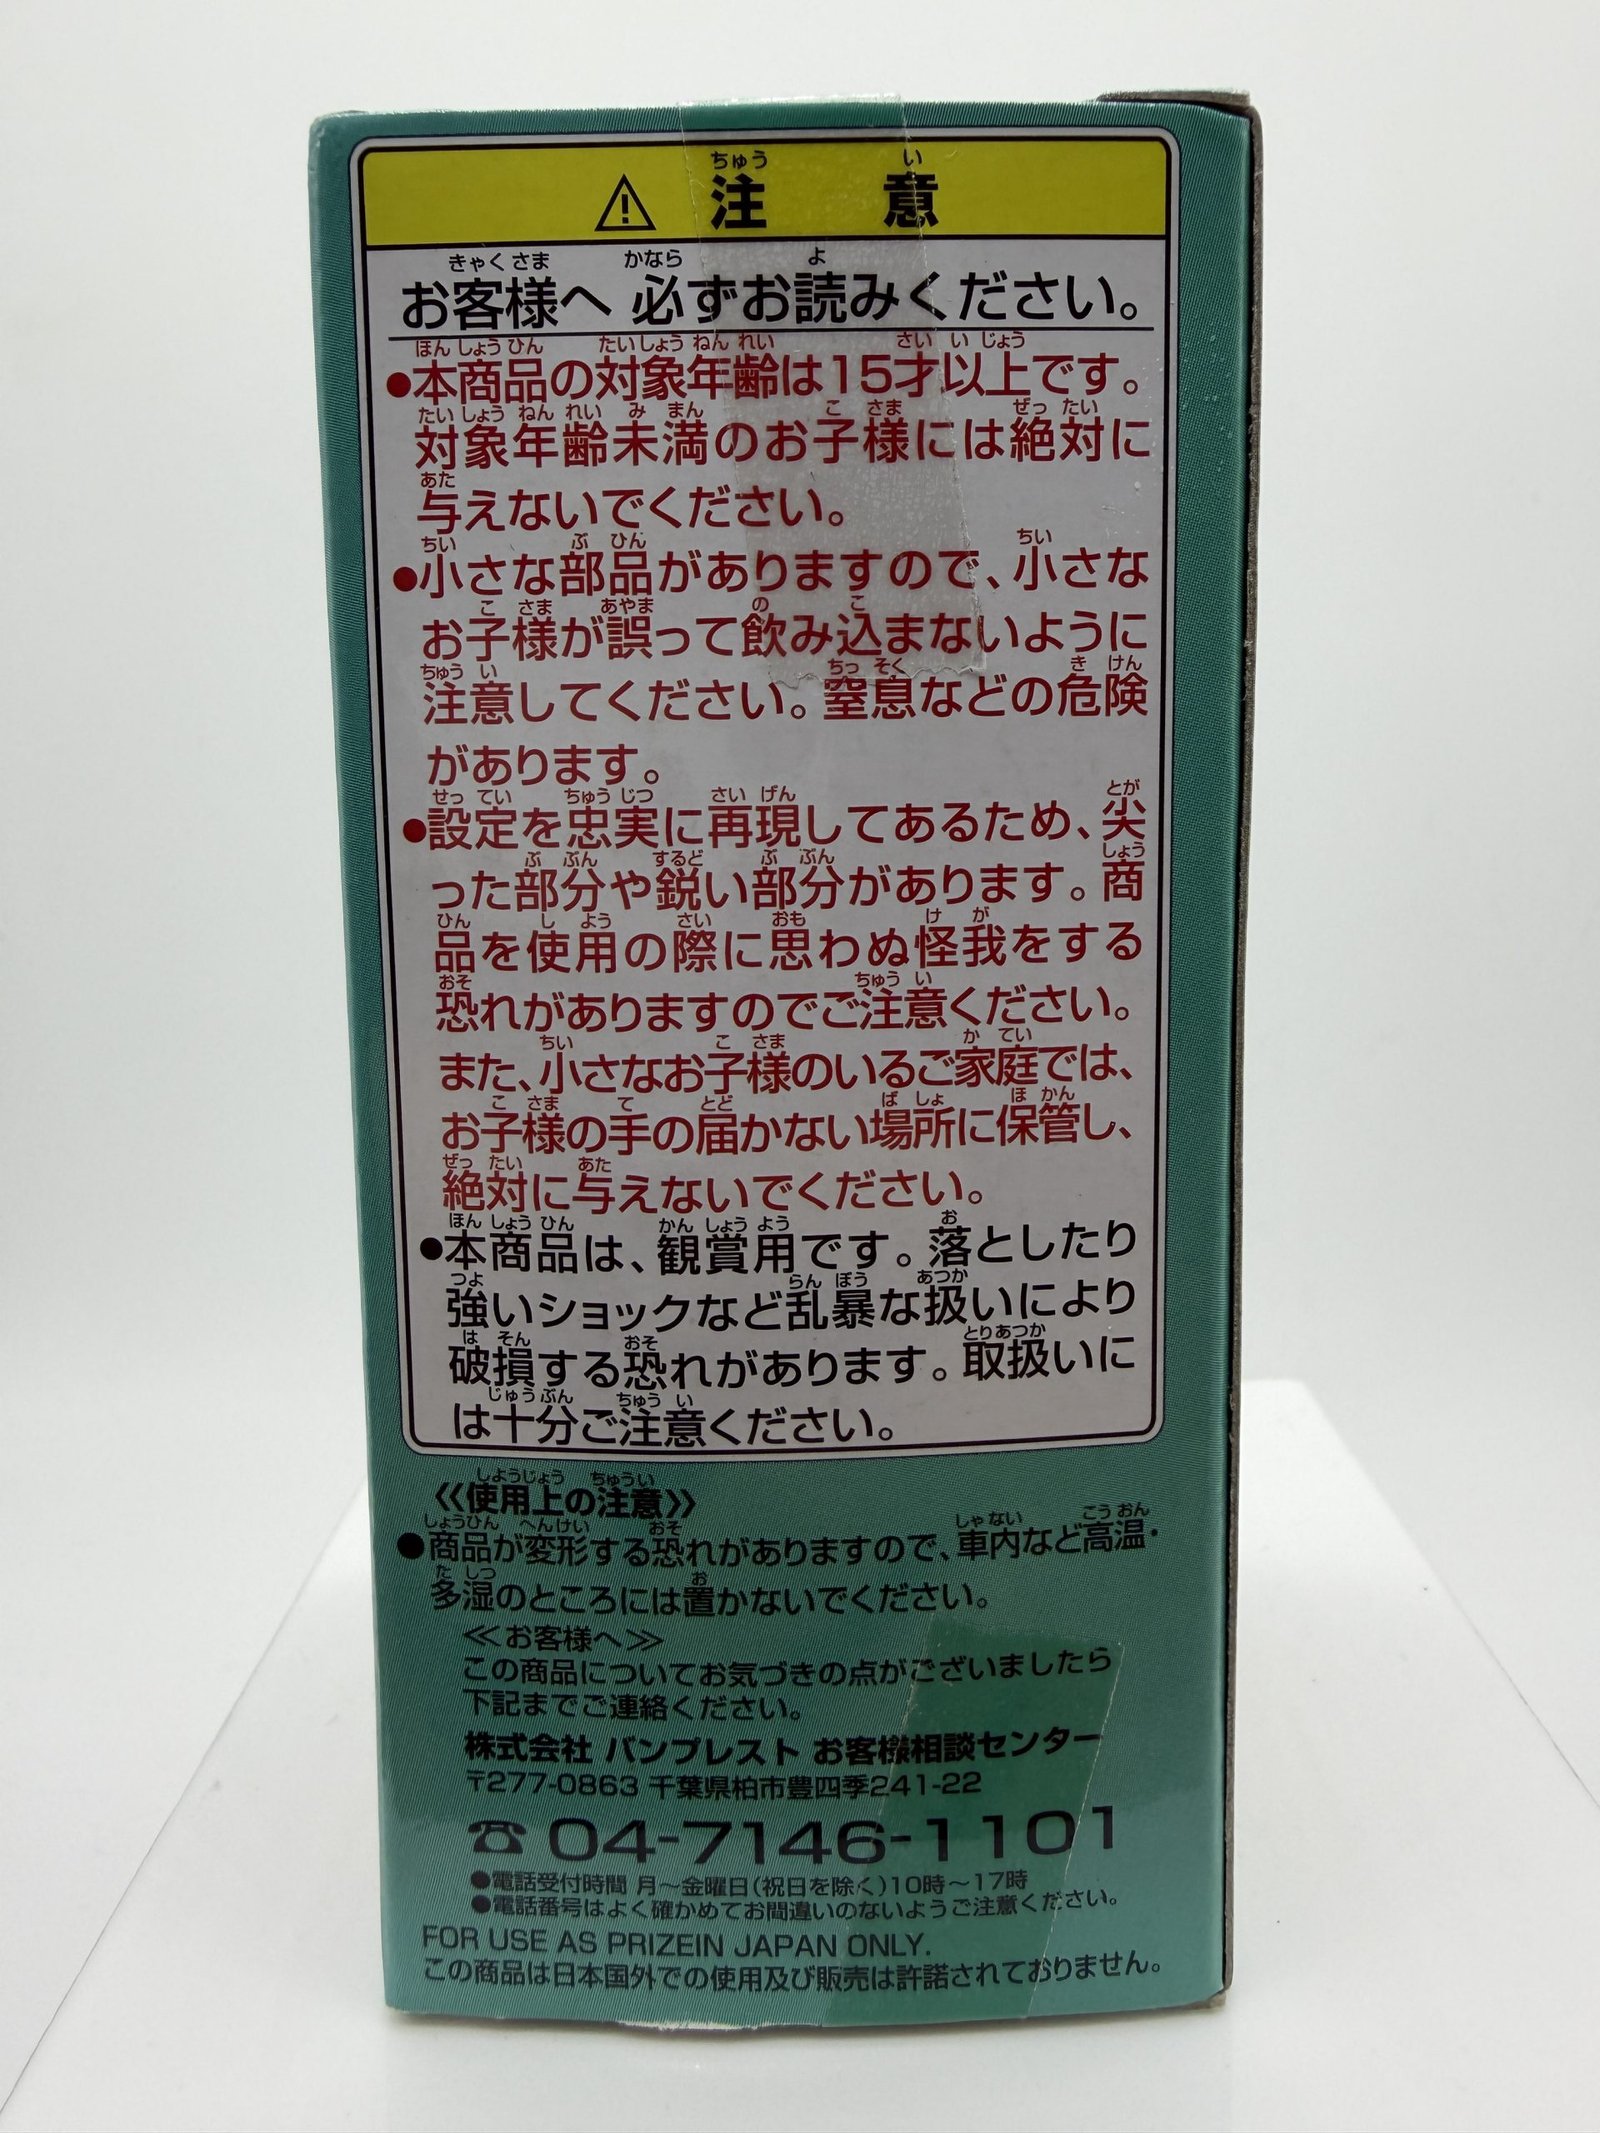 ⚠ 注意
お客様へ 必ずお読みください。
●本商品の対象年齢は15才以上です。
対象年齢未満のお子様には絶対に
与えないでください。
●小さな部品がありますので、小さな
お子様が誤って飲み込まないように
注意してください。窒息などの危険
があります。
●設定を忠実に再現してあるため、尖
った部分や鋭い部分があります。商
品を使用の際に思わぬ怪我をする
恐れがありますのでご注意ください。
また、小さなお子様のいるご家庭では、
お子様の手の届かない場所に保管し、
絶対に与えないでください。
●本商品は、観賞用です。落としたり
強いショックなど乱暴な扱いにより
破損する恐れがあります。取扱いに
は十分ご注意ください。
《使用上の注意》
●商品が変形する恐れがありますので、車内など高温・
多湿のところには置かないでください。
≪お客様へ≫
この商品についてお気づきの点がございましたら
下記までご連絡ください。
株式会社 バンプレスト お客様相談センター
〒277-0863 千葉県柏市豊四季241-22
☎04-7146-1101
●電話受付時間 月～金曜日(祝日を除く)10時～17時
●電話番号はよく確かめてお間違いのないようご注意ください。
FOR USE AS PRIZEIN JAPAN ONLY.
この商品は日本国外での使用及び販売は許諾されておりません。